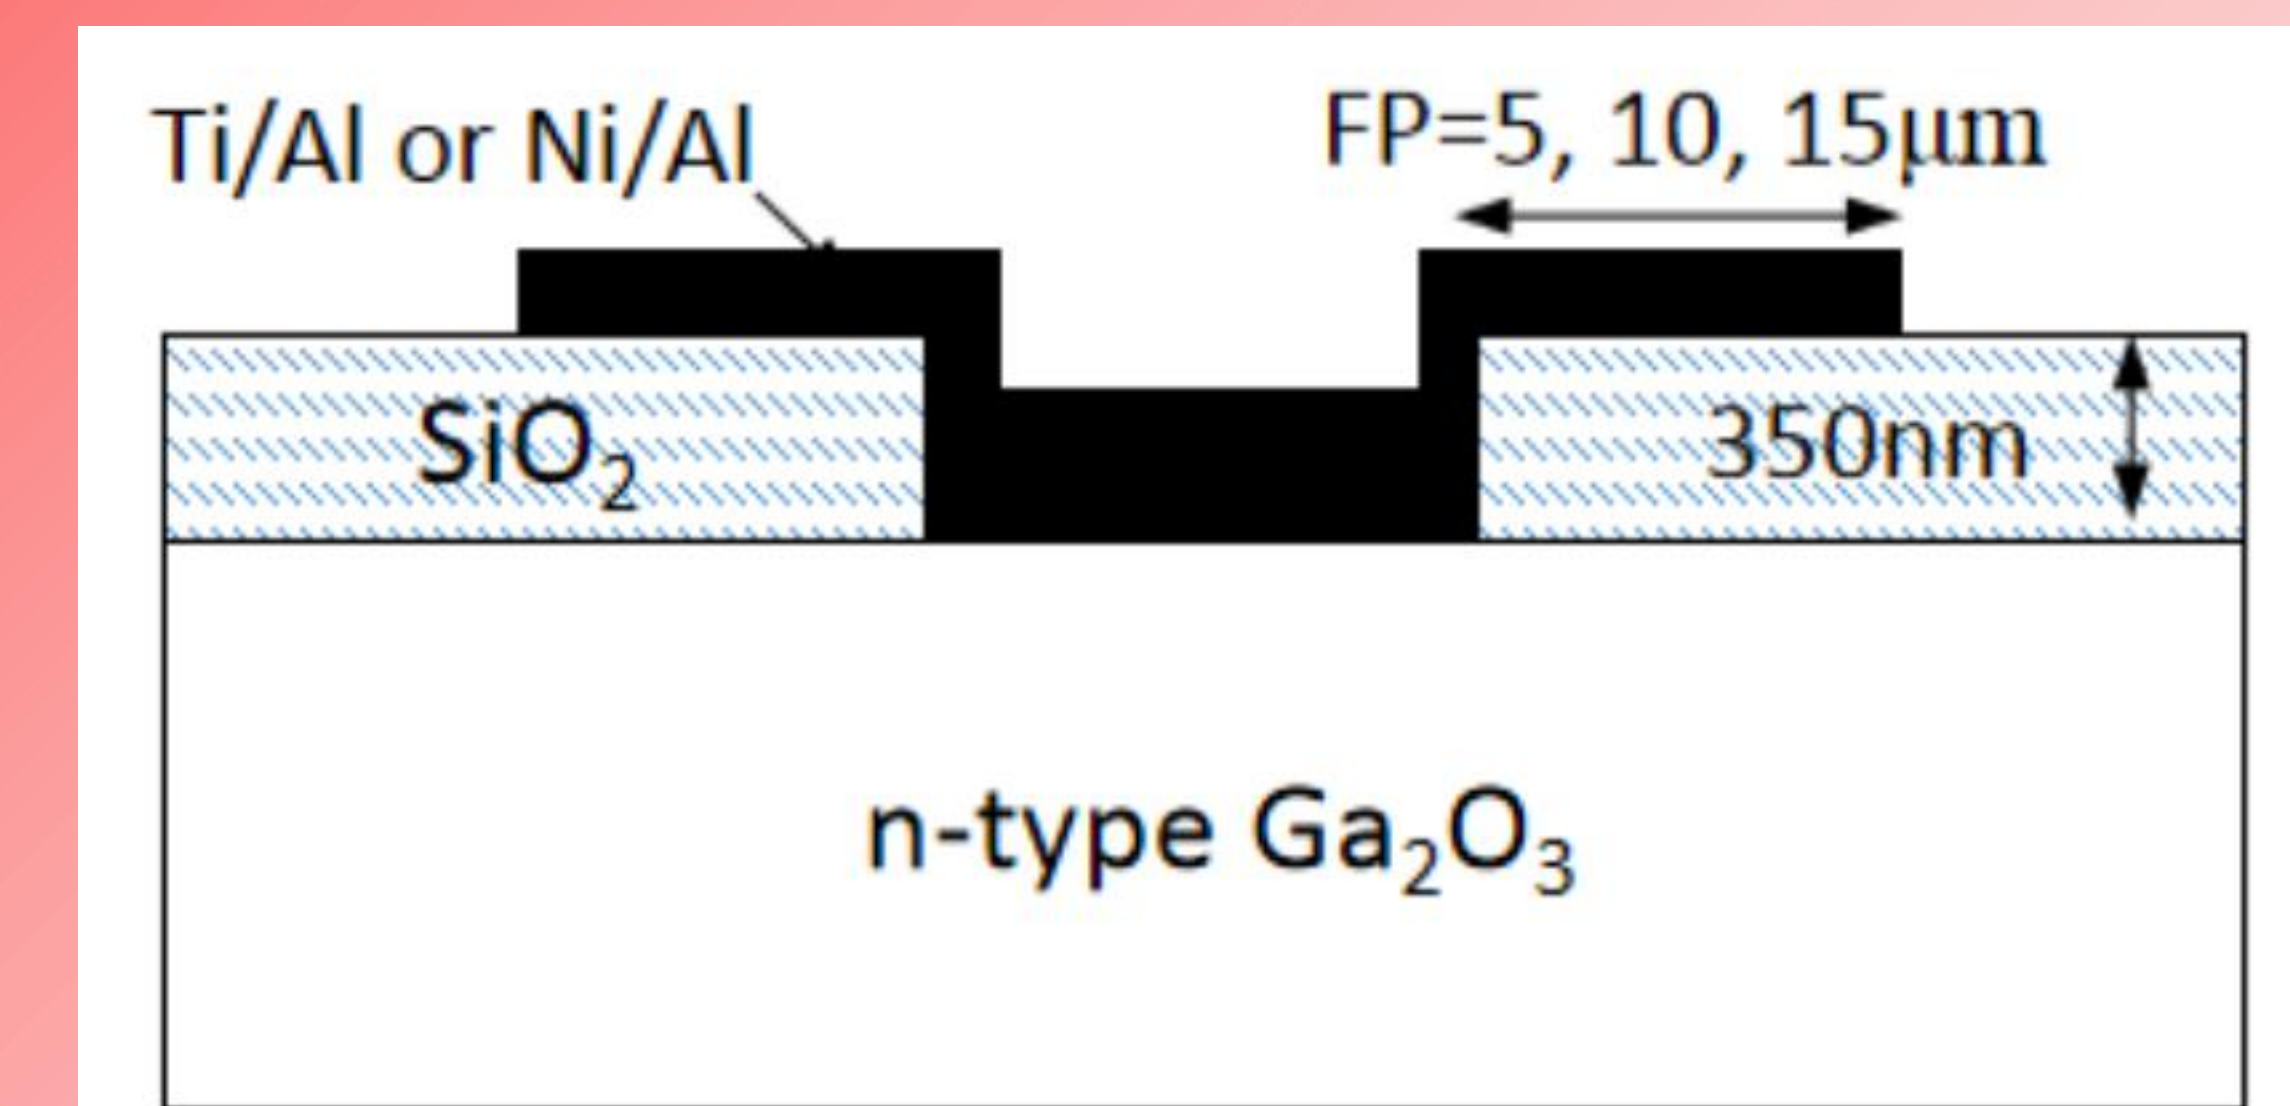 Ti/Al or Ni/Al
FP=5, 10, 15μm
SiO₂
350nm
n-type Ga₂O₃